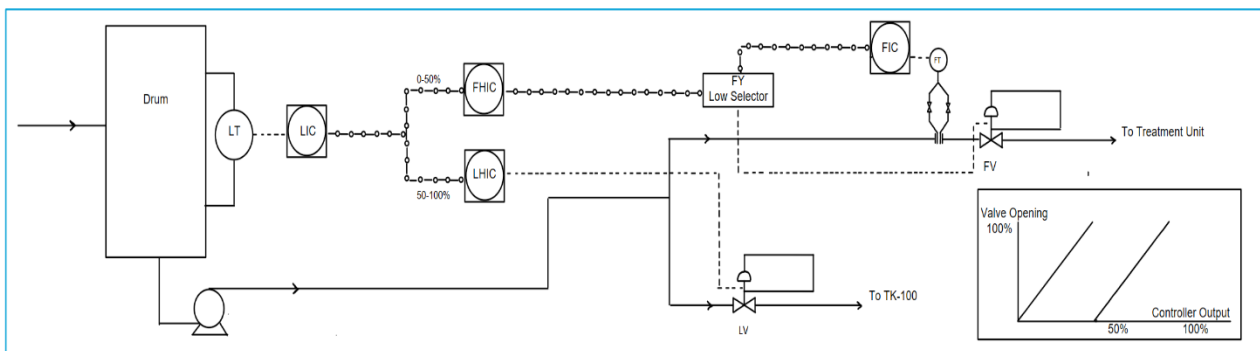 Drum
LT
LIC
0-50%
FHIC
50-100%
LHIC
FY
Low Selector
FIC
FT
To Treatment Unit
FV
To TK-100
LV
Valve Opening
100%
Controller Output
50%
100%